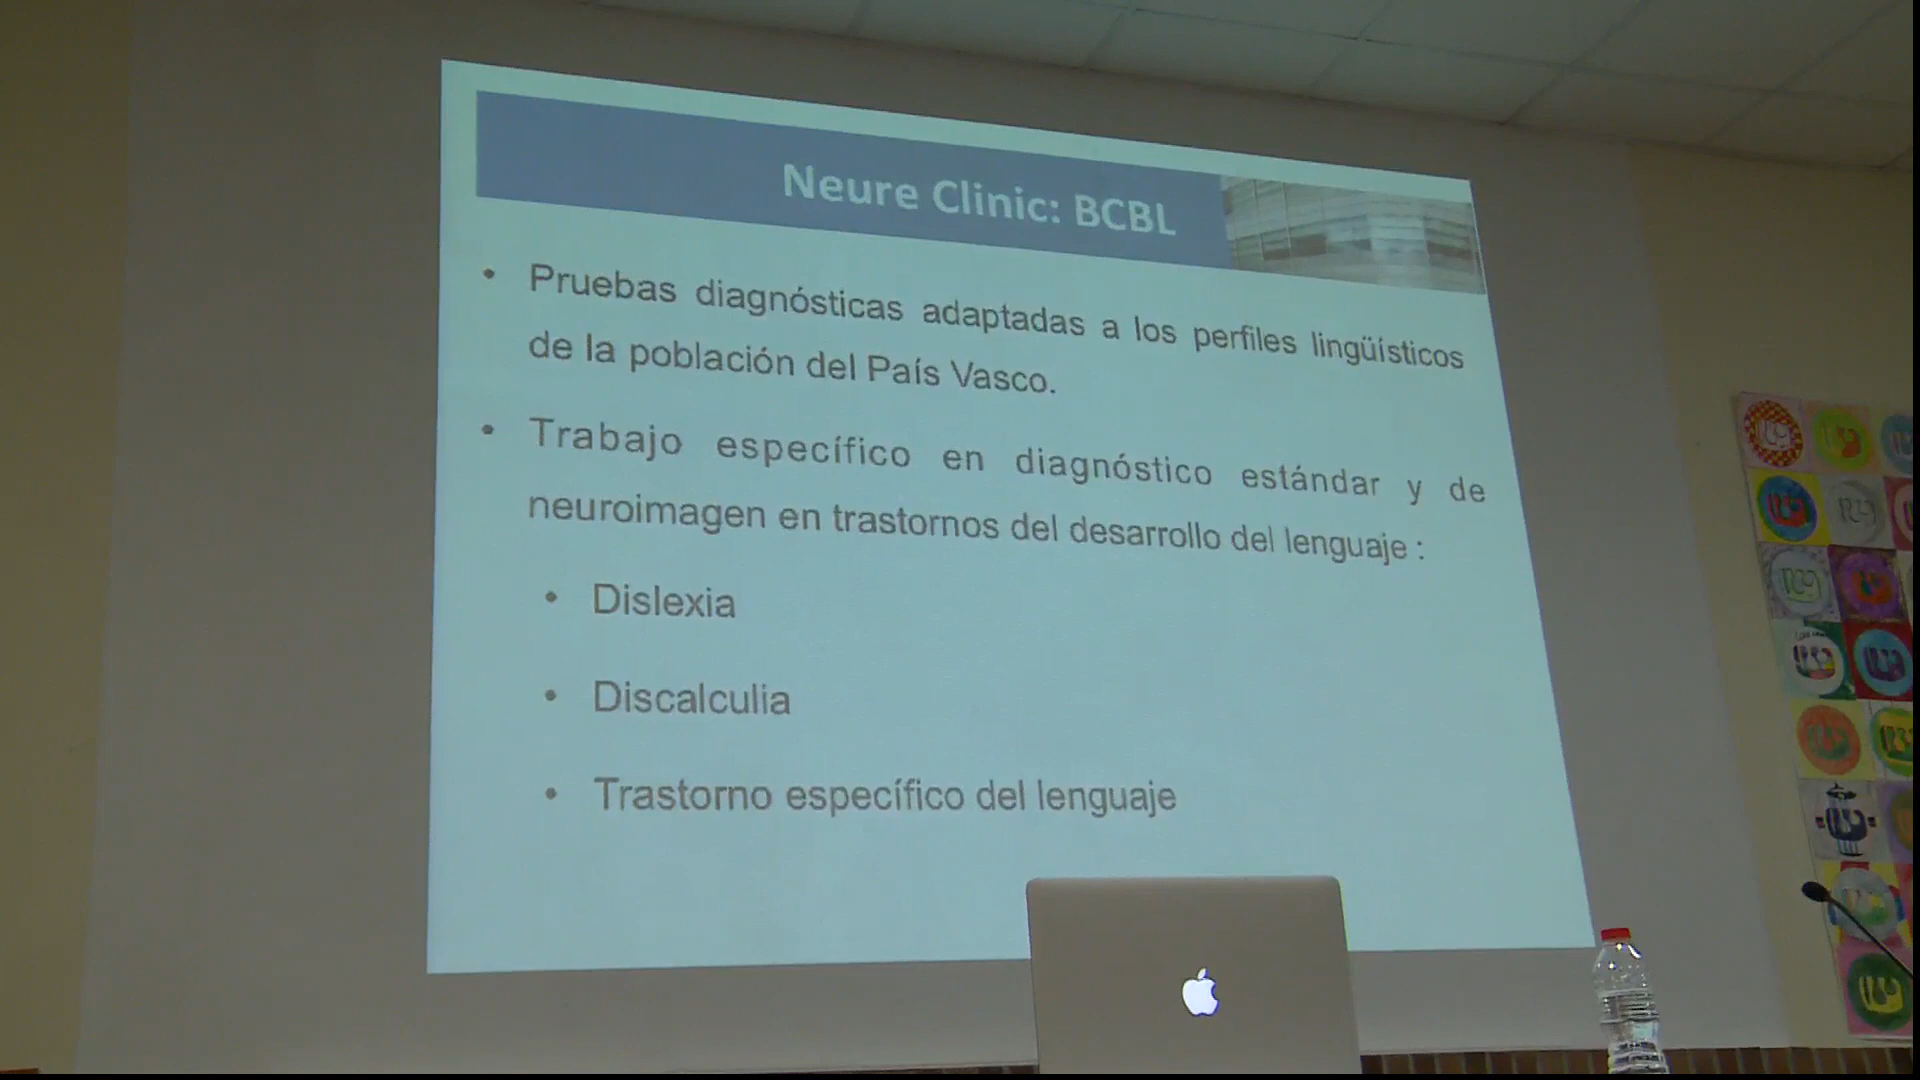 Neure Clinic: BCBL
• Pruebas diagnósticas adaptadas a los perfiles lingüísticos
de la población del País Vasco.
• Trabajo específico en diagnóstico estándar y de
neuroimagen en trastornos del desarrollo del lenguaje :
• Dislexia
• Discalculia
• Trastorno específico del lenguaje